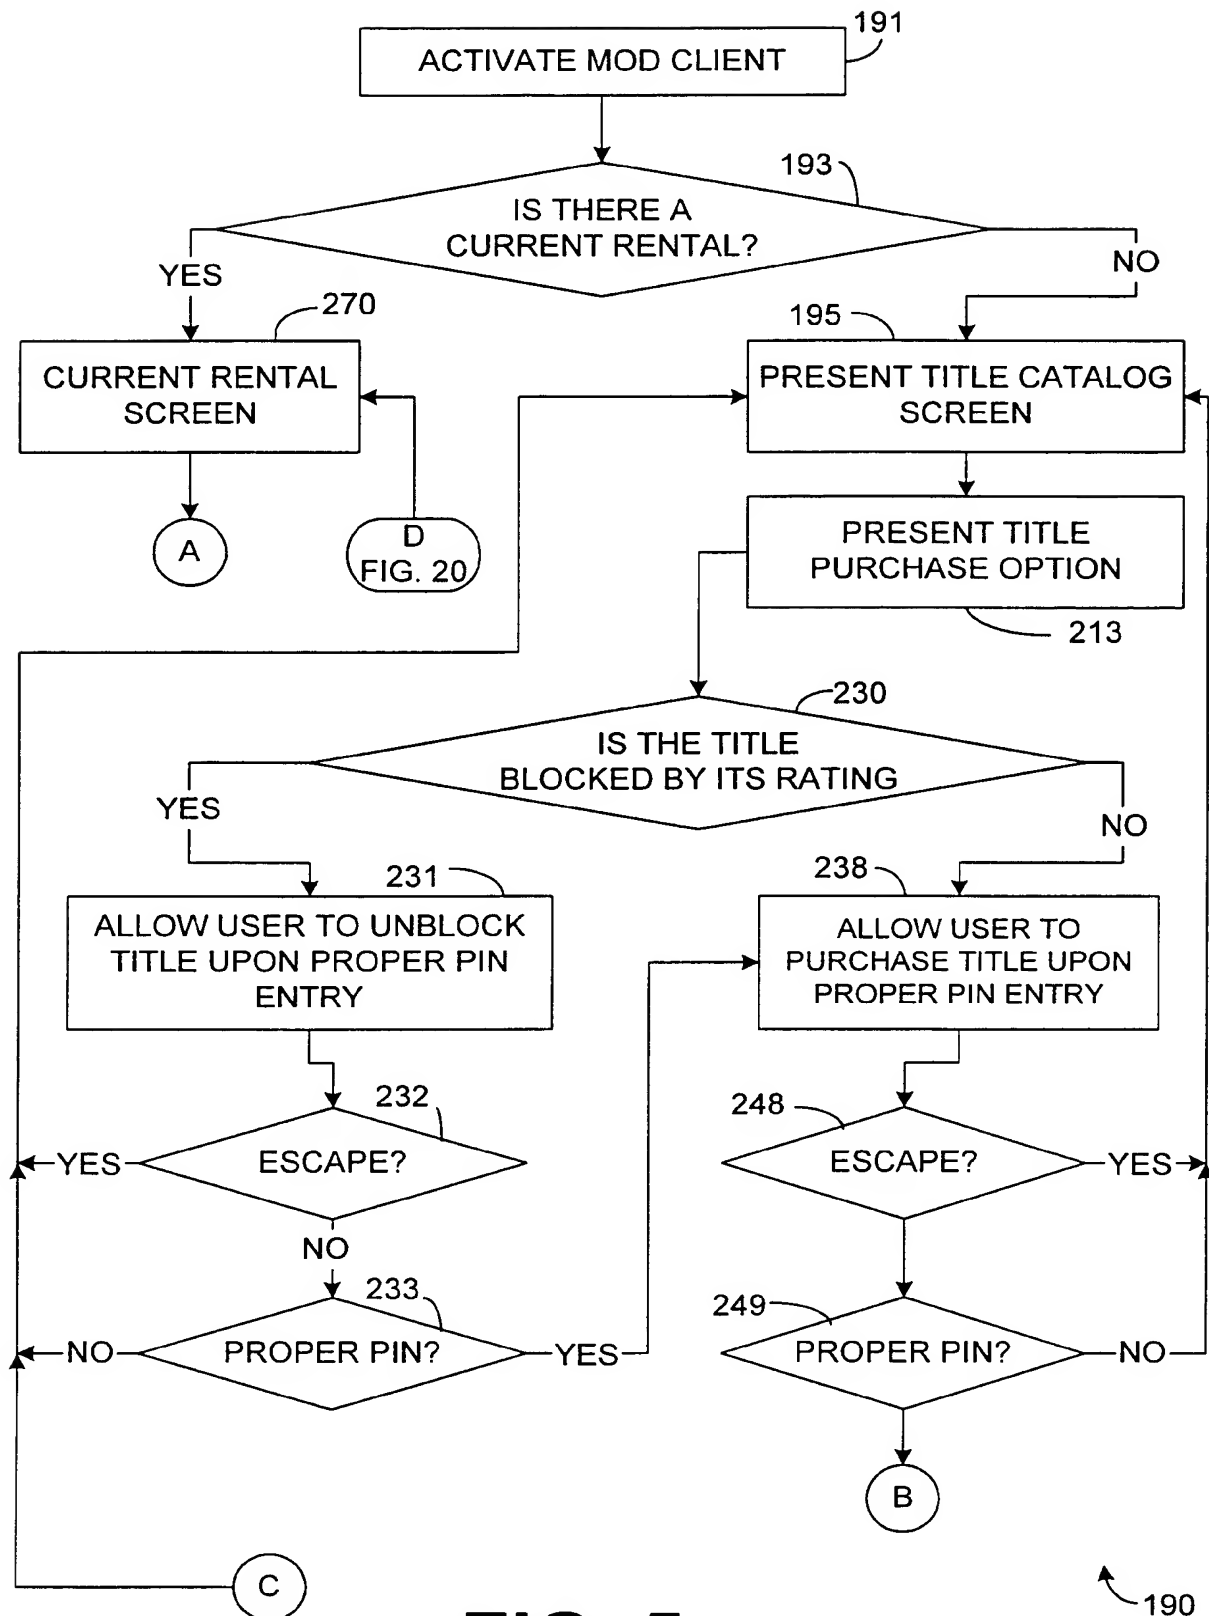 191
ACTIVATE MOD CLIENT
193
IS THERE A
CURRENT RENTAL?
YES
NO
270
195
CURRENT RENTAL
SCREEN
PRESENT TITLE CATALOG
SCREEN
A
D
FIG. 20
PRESENT TITLE
PURCHASE OPTION
213
230
IS THE TITLE
BLOCKED BY ITS RATING
YES
NO
231
238
ALLOW USER TO UNBLOCK
TITLE UPON PROPER PIN
ENTRY
ALLOW USER TO
PURCHASE TITLE UPON
PROPER PIN ENTRY
232
248
YES
ESCAPE?
ESCAPE?
YES
NO
233
249
NO
PROPER PIN?
YES
PROPER PIN?
NO
B
C
190